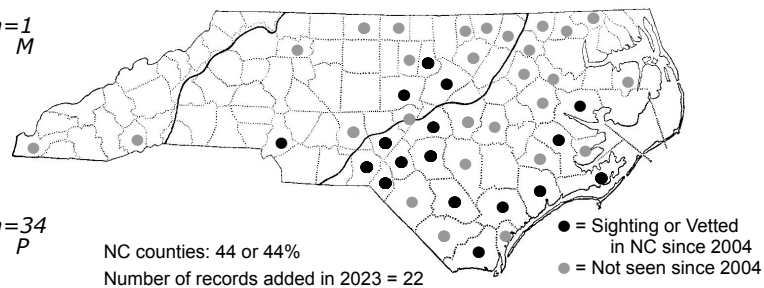 n=1
M
n=34
P
NC counties: 44 or 44%
Number of records added in 2023 = 22
= Sighting or Vetted
in NC since 2004
= Not seen since 2004